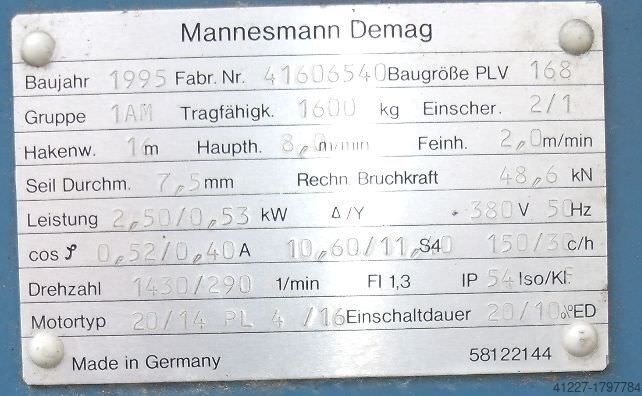 Mannesmann Demag
Baujahr 1995 Fabr. Nr. 41606540 Baugröße PLV 168
Gruppe 1AM Tragfähigk. 1600 kg Einscher. 2/1
Hakenw. 16 m Haupth. 8,0 m/min Feinh. 2,0 m/min
Seil Durchm. 7,5 mm Rechn. Bruchkraft 48,6 kN
Leistung 2,50/0,53 kW Δ/Y 380 V 50 Hz
cos φ 0,52/0,40 A 10,60/11,40 S4 150/30 c/h
Drehzahl 1430/290 1/min FI 1,3 IP 54 Iso/Kl. F
Motortyp 20/14 PL 4 /16 Einschaltdauer 20/10 % ED
Made in Germany 58122144
41227-1797784